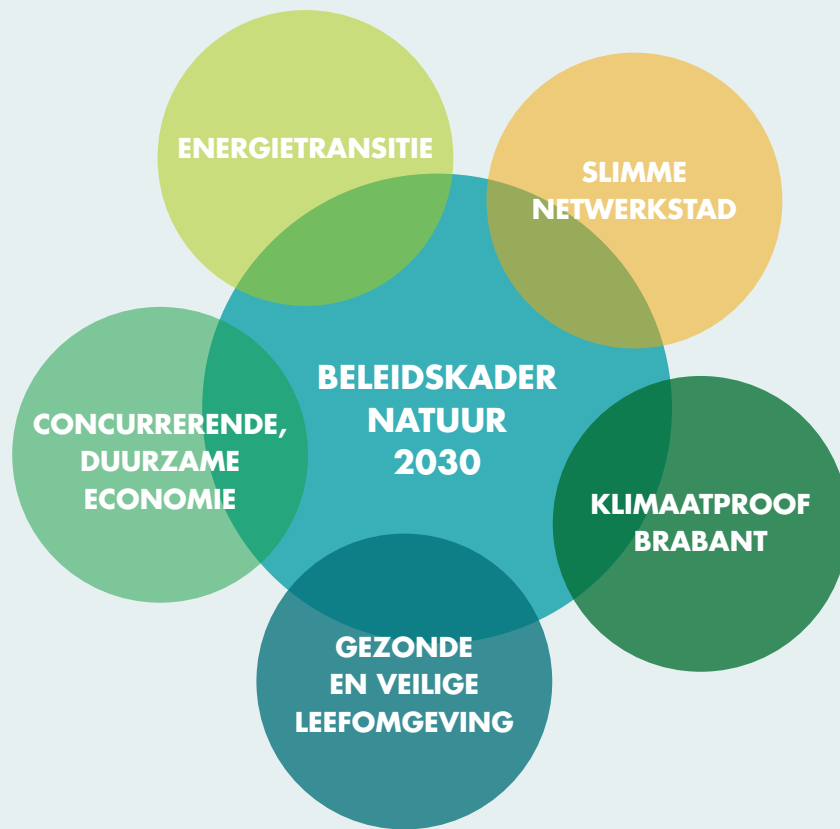 ENERGIETRANSITIE
SLIMME
NETWERKSTAD
BELEIDSKADER
NATUUR
2030
CONCURRERENDE,
DUURZAME
ECONOMIE
KLIMAATPROOF
BRABANT
GEZONDE
EN VEILIGE
LEEFOMGEVING